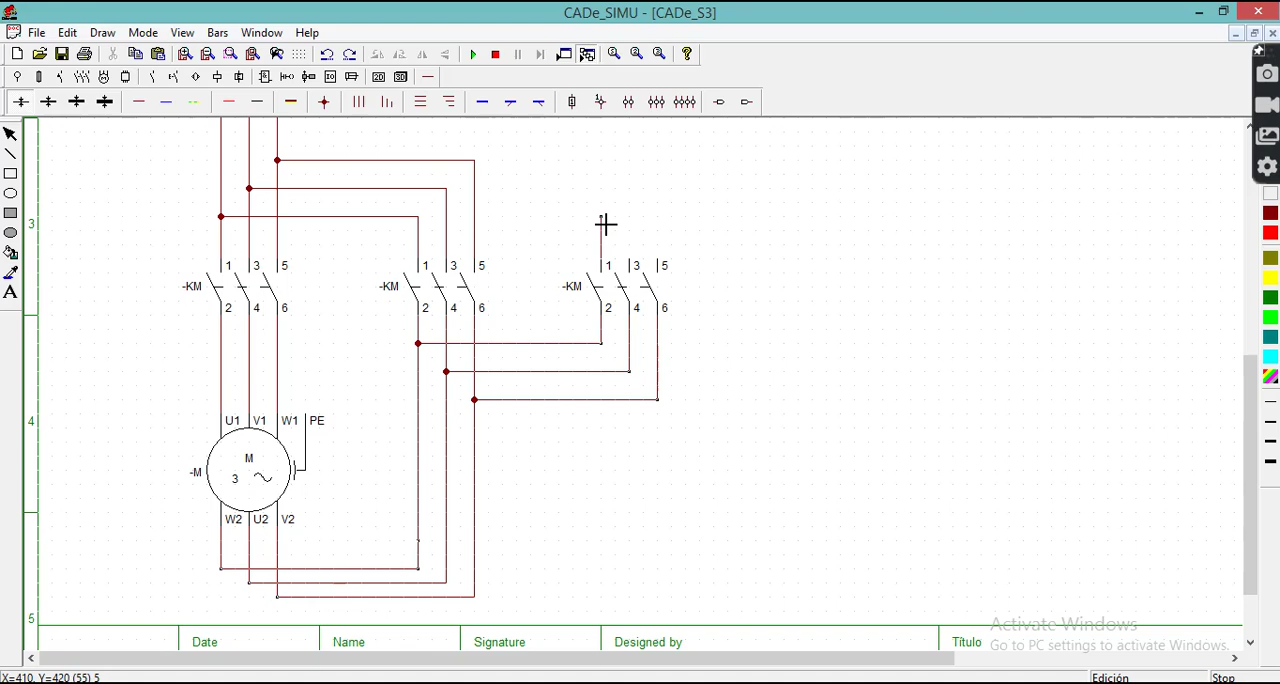 CADe_SIMU - [CADe_S3]
File Edit Draw Mode View Bars Window Help
3
1 3 5 1 3 5 1 3 5
-KM -KM -KM
2 4 6 2 4 6 2 4 6
4
U1 V1 W1 PE
M
-M
3
W2 U2 V2
5
Activate Windows
Date Name Signature Designed by Título Go to PC settings to activate Windows.
X=410, Y=420 (55) 5 Edición Stop